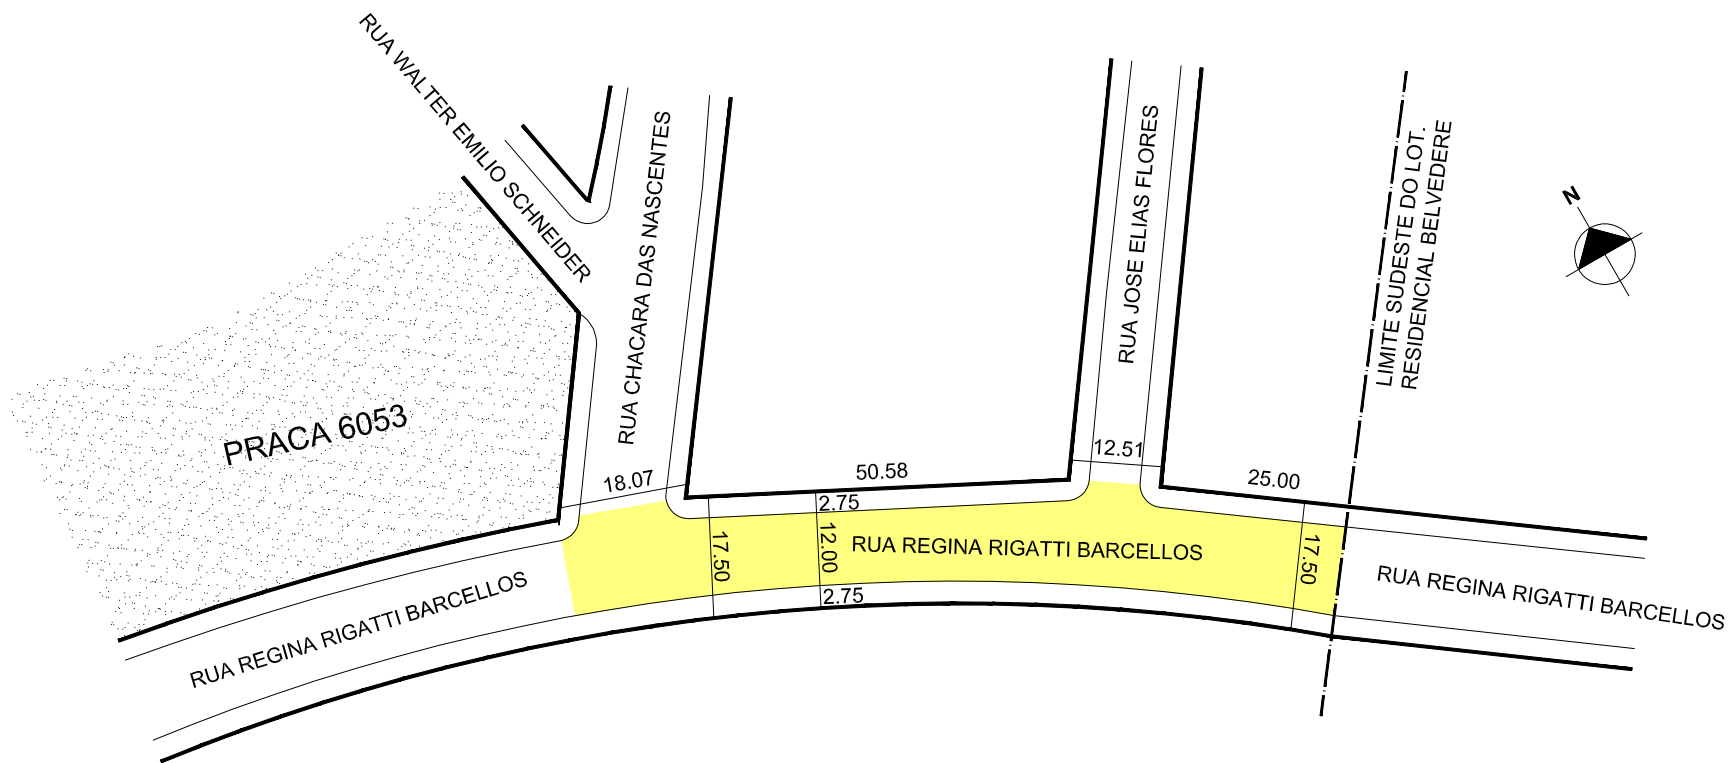 RUA WALTER EMILIO SCHNEIDER
RUA CHACARA DAS NASCENTES
RUA JOSE ELIAS FLORES
LIMITE SUDESTE DO LOT.
RESIDENCIAL BELVEDERE
N
PRACA 6053
18.07
50.58
12.51
25.00
2.75
17.50
12.00
RUA REGINA RIGATTI BARCELLOS
17.50
2.75
RUA REGINA RIGATTI BARCELLOS
RUA REGINA RIGATTI BARCELLOS